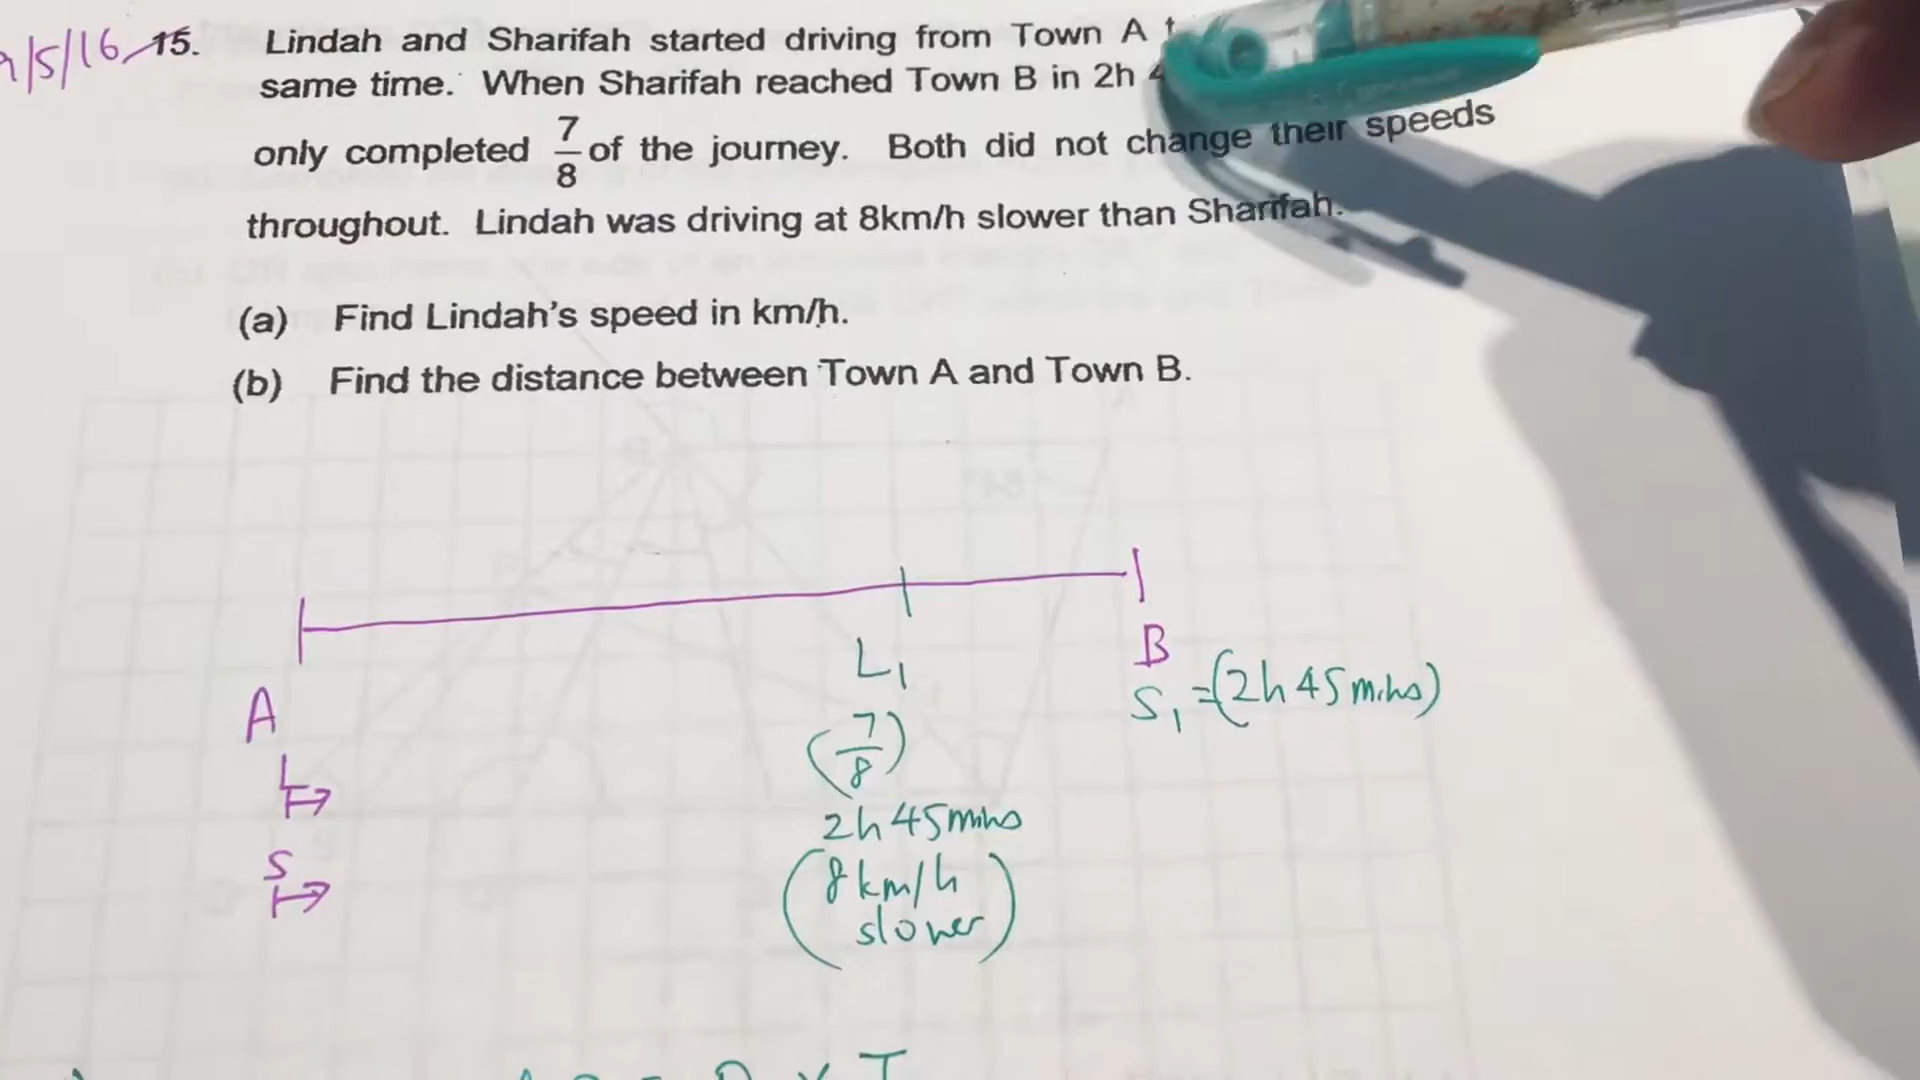 9/5/16 15. Lindah and Sharifah started driving from Town A
same time. When Sharifah reached Town B in 2h
only completed 7/8 of the journey. Both did not change their speeds
throughout. Lindah was driving at 8km/h slower than Sharifah.
(a) Find Lindah's speed in km/h.
(b) Find the distance between Town A and Town B.
A
B
L1
S1 = (2h 45 mins)
(7/8)
L
2h 45 mins
S
(8km/h
slower)